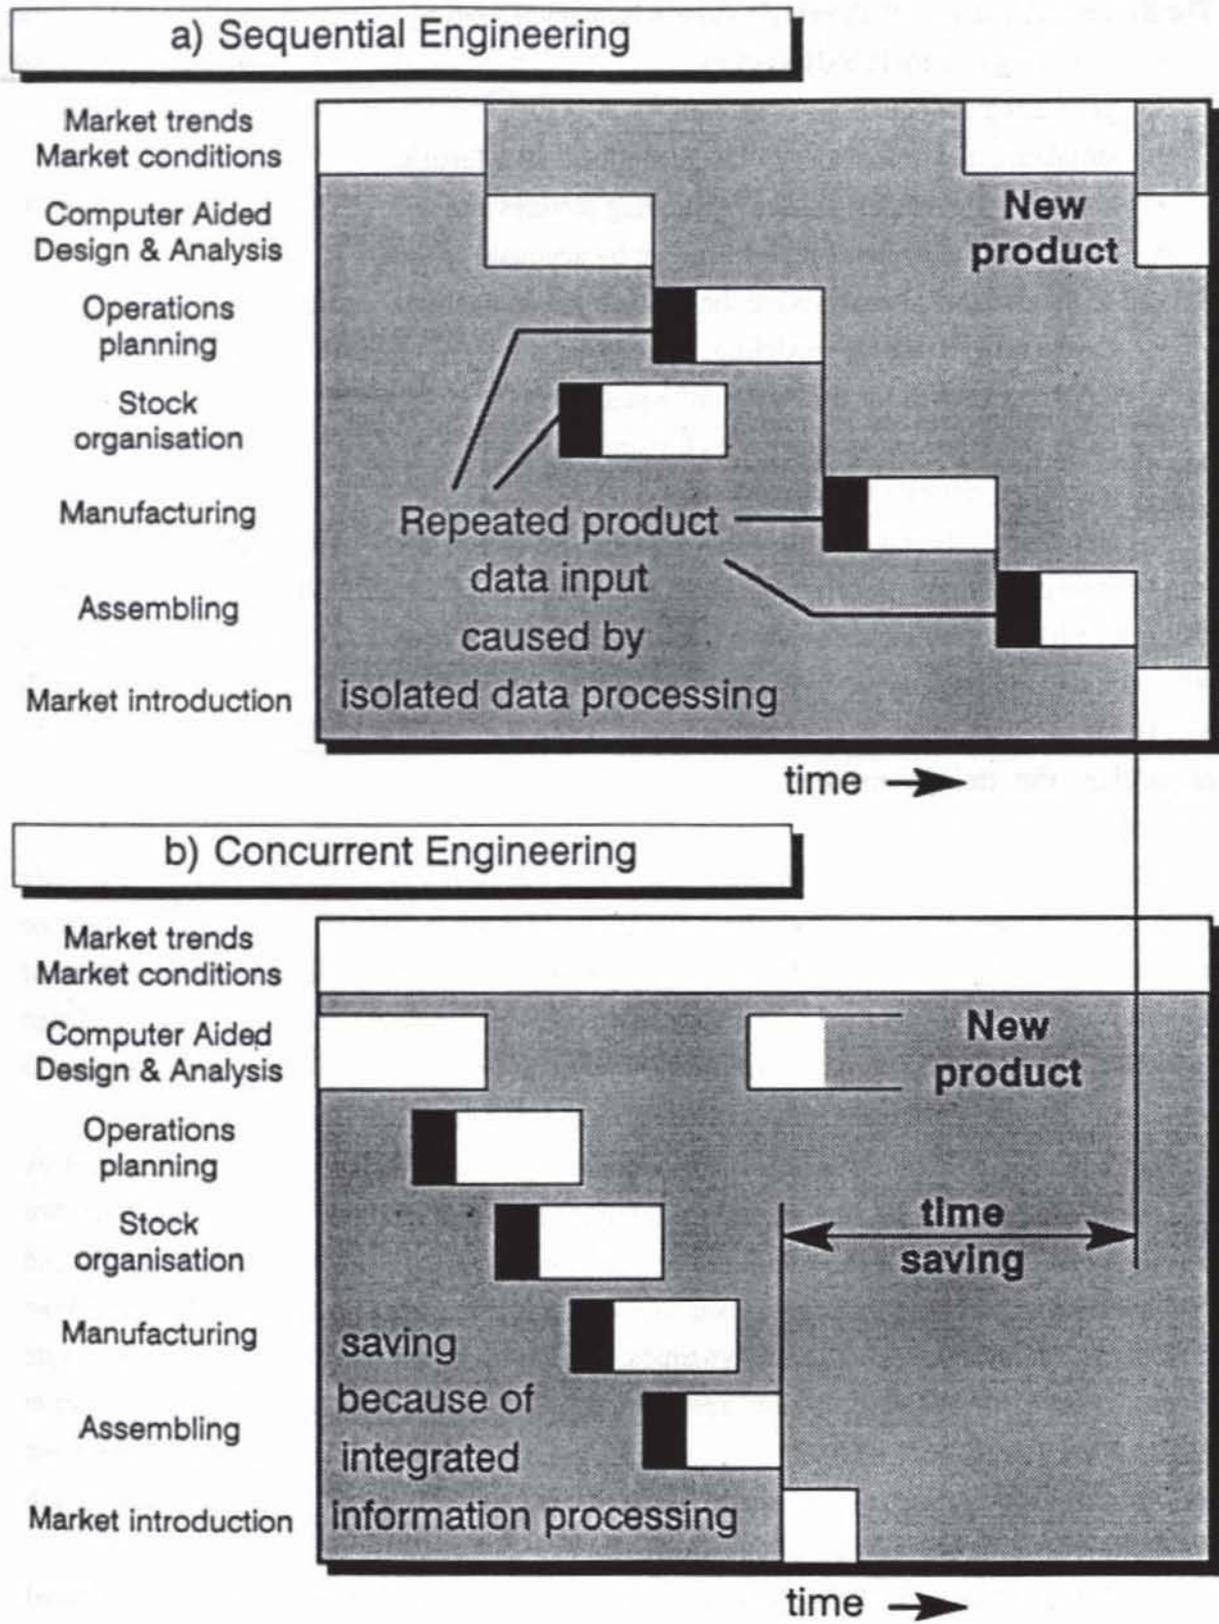 a) Sequential Engineering
Market trends
Market conditions
Computer Aided
Design & Analysis
New
product
Operations
planning
Stock
organisation
Manufacturing
Repeated product
data input
caused by
isolated data processing
Assembling
Market introduction
time
b) Concurrent Engineering
Market trends
Market conditions
Computer Aided
Design & Analysis
New
product
Operations
planning
Stock
organisation
time
saving
Manufacturing
saving
because of
integrated
information processing
Assembling
Market introduction
time